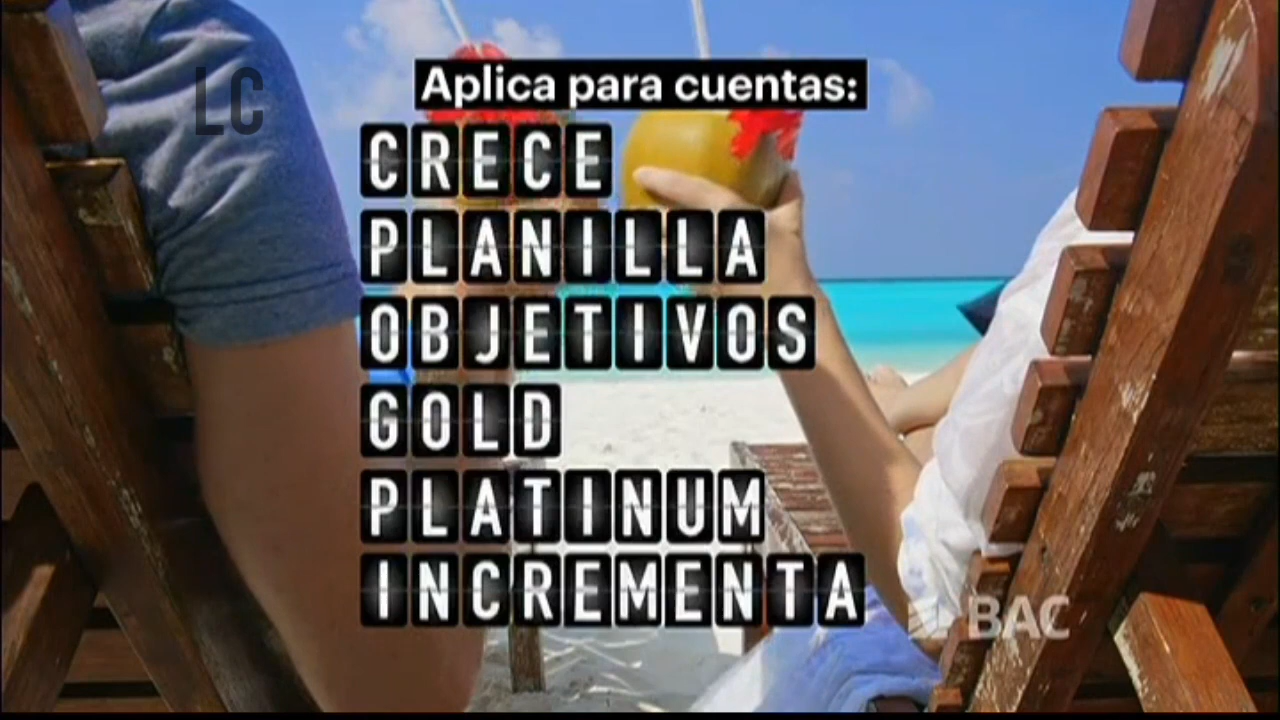 LC
Aplica para cuentas:
CRECE
PLANILLA
OBJETIVOS
GOLD
PLATINUM
INCREMENTA
BAC